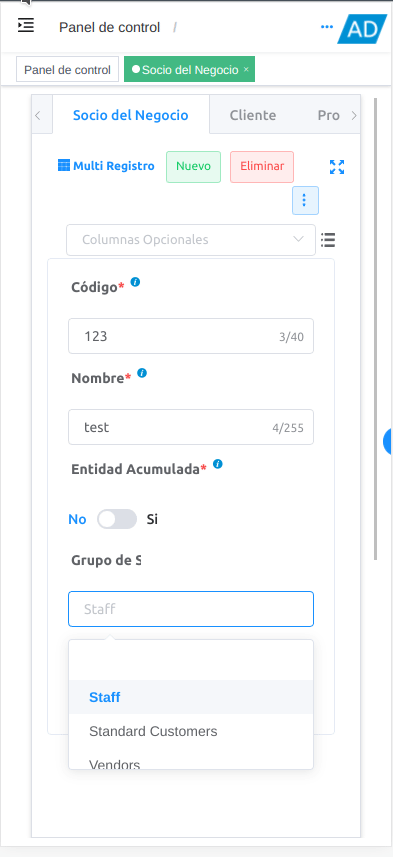 Panel de control /
AD
Panel de control
Socio del Negocio ×
Socio del Negocio
Cliente
Pro
Multi Registro
Nuevo
Eliminar
Columnas Opcionales
Código*
123
3/40
Nombre*
test
4/255
Entidad Acumulada*
No
Si
Grupo de S
Staff
Staff
Standard Customers
Vendors